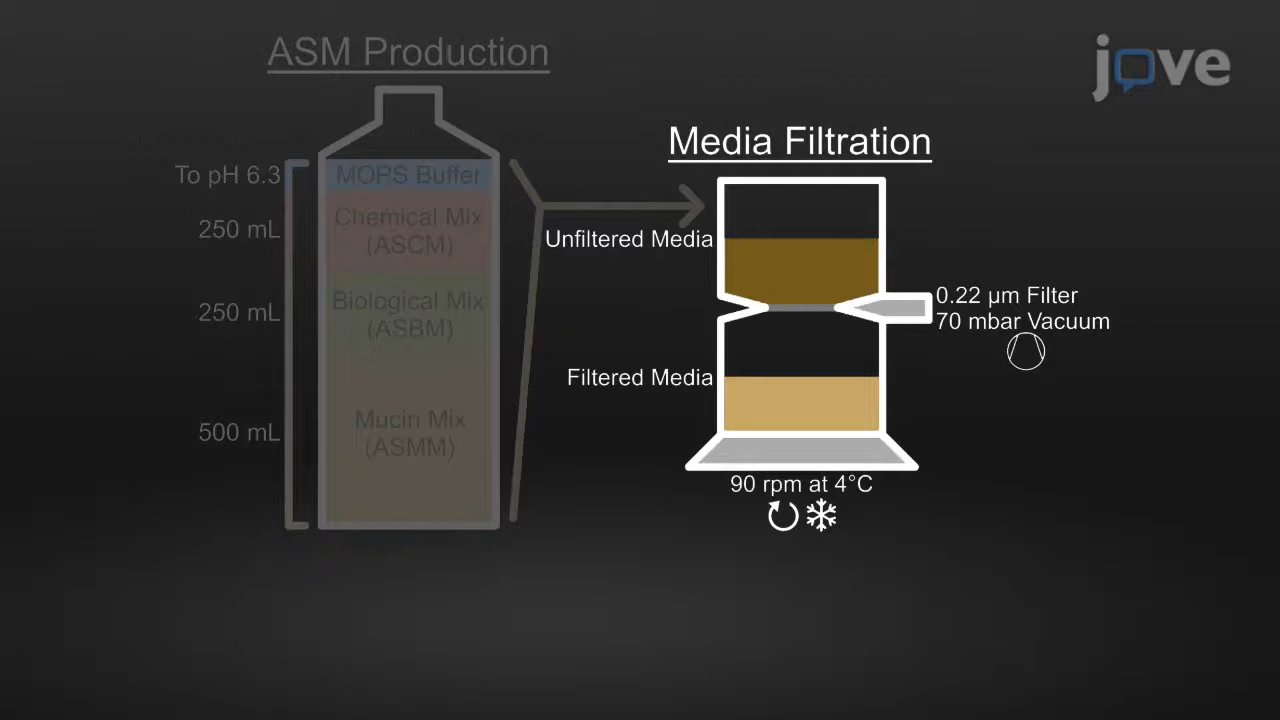 ASM Production
jove
Media Filtration
To pH 6.3
MOPS Buffer
250 mL
Chemical Mix
(ASCM)
Unfiltered Media
250 mL
Biological Mix
(ASBM)
0.22 μm Filter
70 mbar Vacuum
Filtered Media
500 mL
Mucin Mix
(ASMM)
90 rpm at 4°C